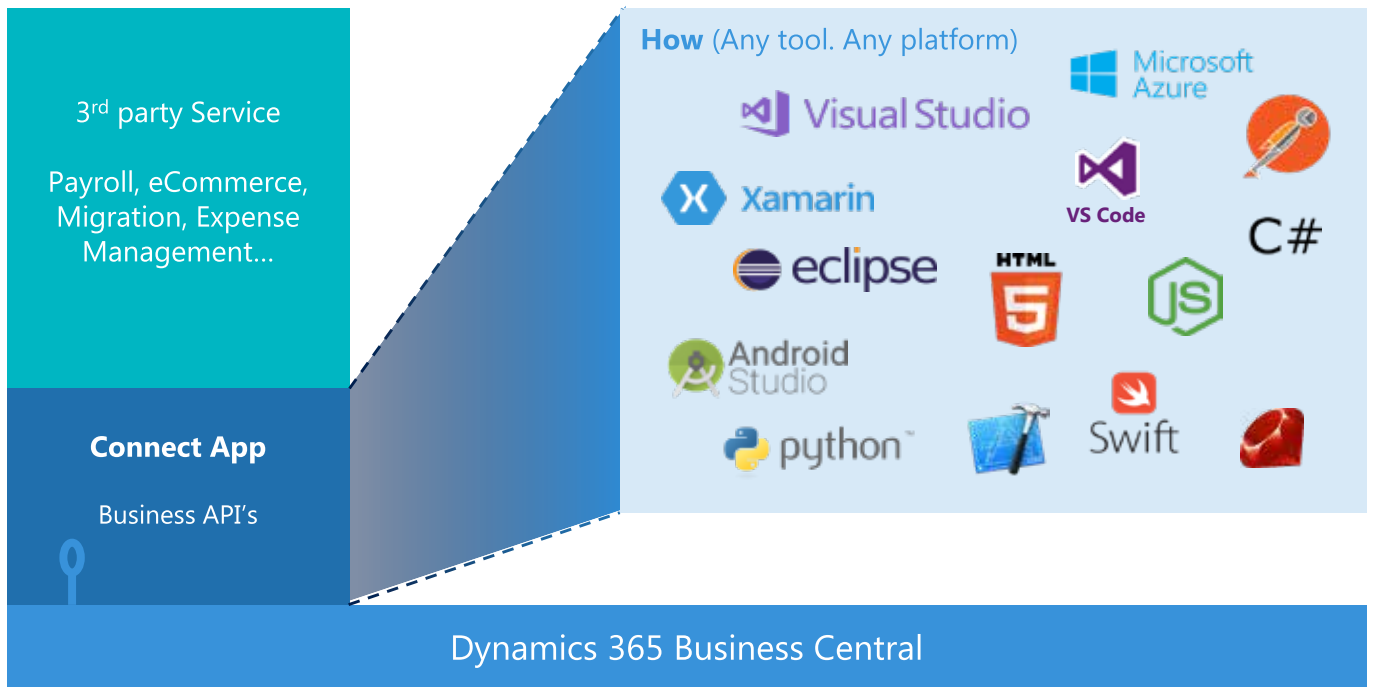 3rd party Service
Payroll, eCommerce,
Migration, Expense
Management...
Connect App
Business API’s
How (Any tool. Any platform)
Microsoft
Azure
Visual Studio
VS Code
Xamarin
C#
eclipse
HTML
5
JS
Android
Studio
python™
Swift
Dynamics 365 Business Central